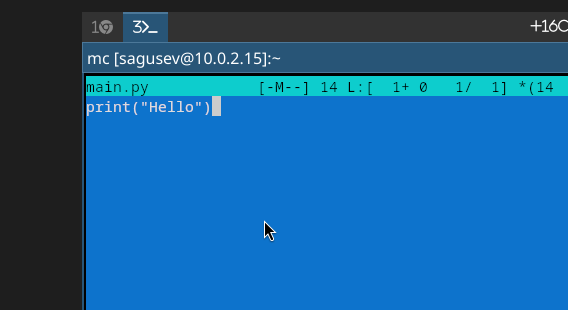 1 3>_ +16C
mc [sagusev@10.0.2.15]:~
main.py [-M--] 14 L:[ 1+ 0 1/ 1] *(14
print("Hello")